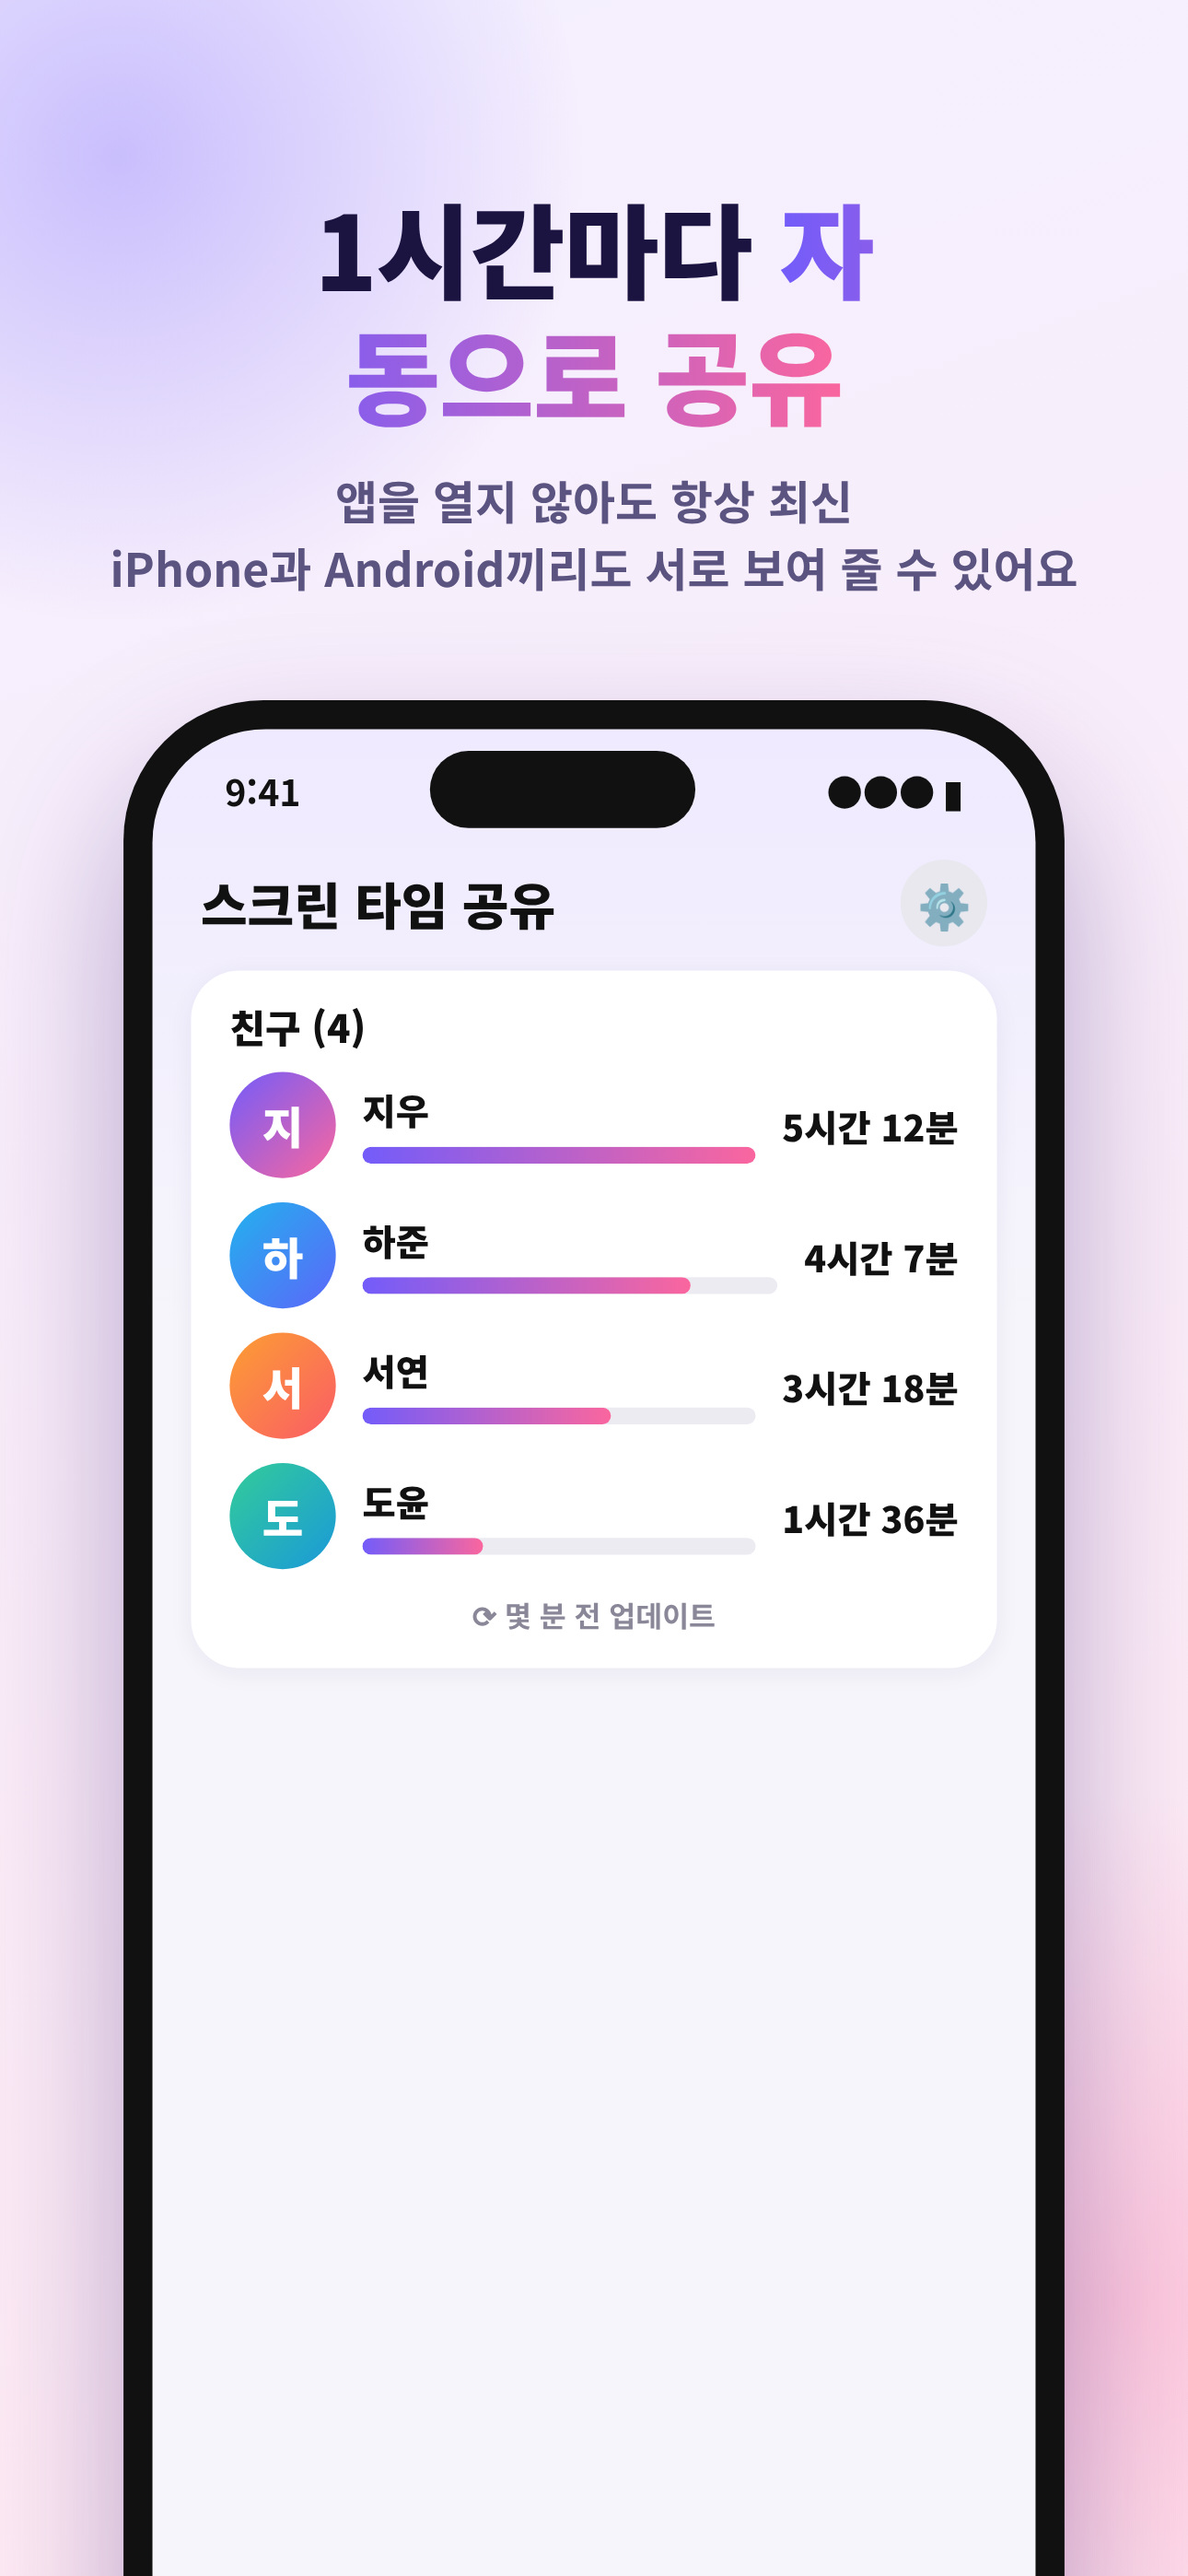 1시간마다 자
동으로 공유
앱을 열지 않아도 항상 최신
iPhone과 Android끼리도 서로 보여 줄 수 있어요
9:41
스크린 타임 공유
친구 (4)
지
지우
5시간 12분
하
하준
4시간 7분
서
서연
3시간 18분
도
도윤
1시간 36분
⟳ 몇 분 전 업데이트